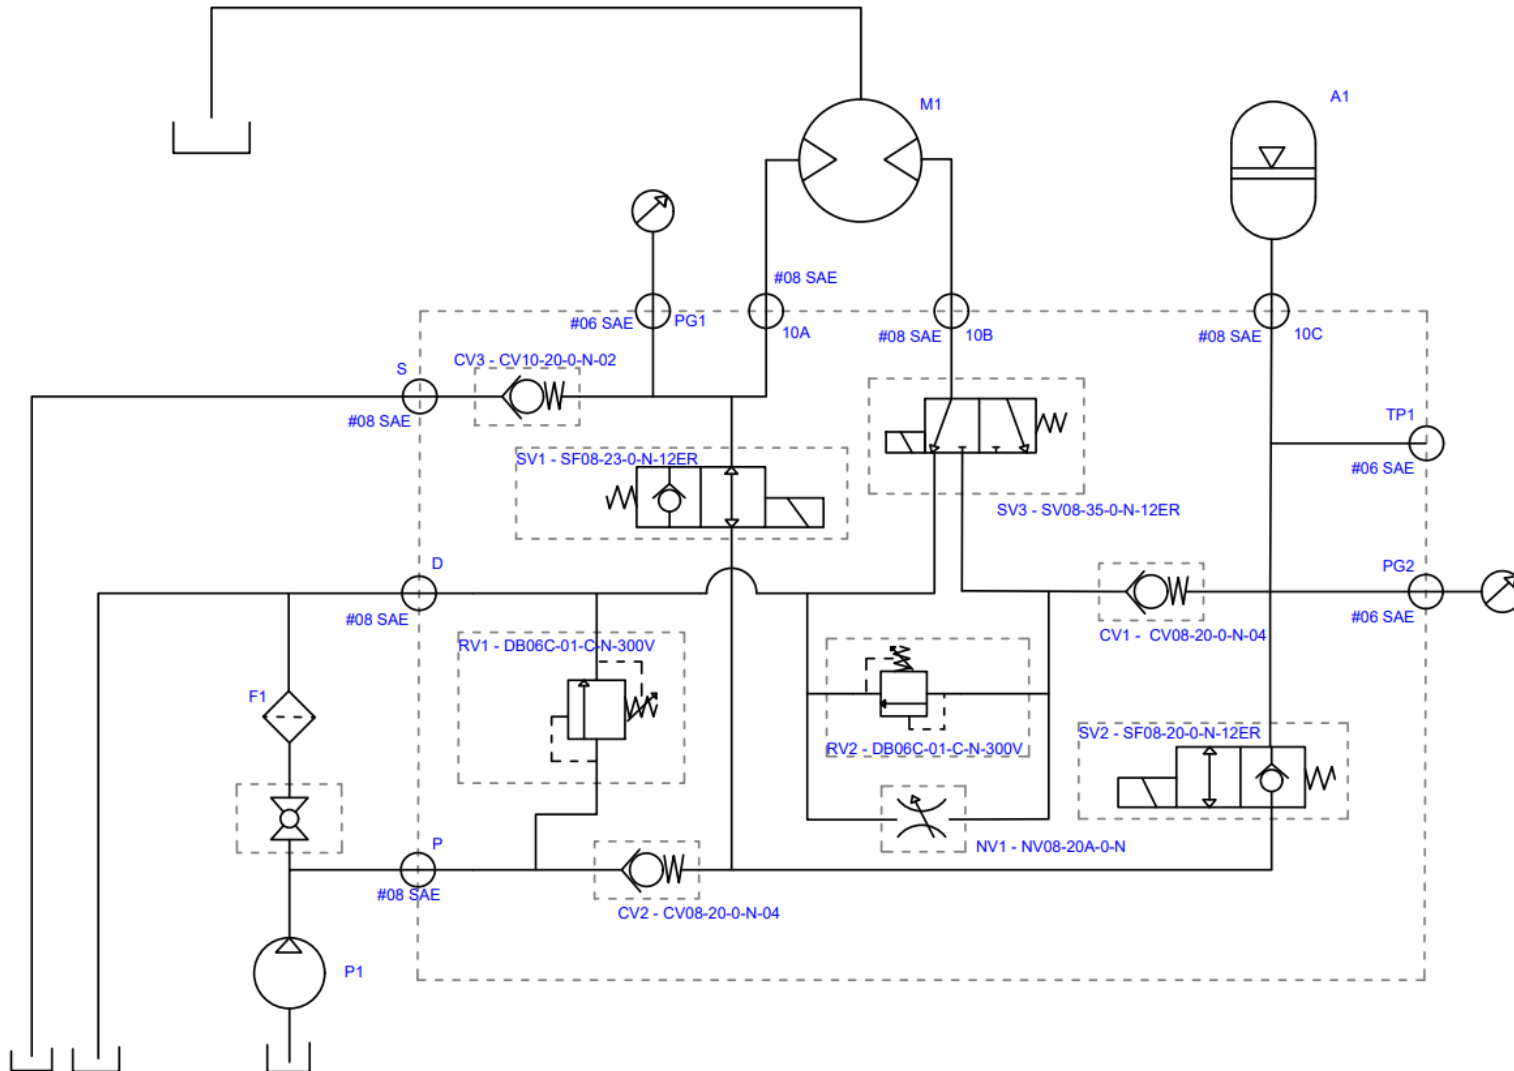 M1
A1
#08 SAE
#06 SAE
PG1
10A
#08 SAE
10B
#08 SAE
10C
CV3 - CV10-20-0-N-02
S
#08 SAE
TP1
#06 SAE
SV1 - SF08-23-0-N-12ER
SV3 - SV08-35-0-N-12ER
D
#08 SAE
PG2
#06 SAE
CV1 - CV08-20-0-N-04
RV1 - DB06C-01-C-N-300V
F1
RV2 - DB06C-01-C-N-300V
SV2 - SF08-20-0-N-12ER
P
#08 SAE
NV1 - NV08-20A-0-N
CV2 - CV08-20-0-N-04
P1